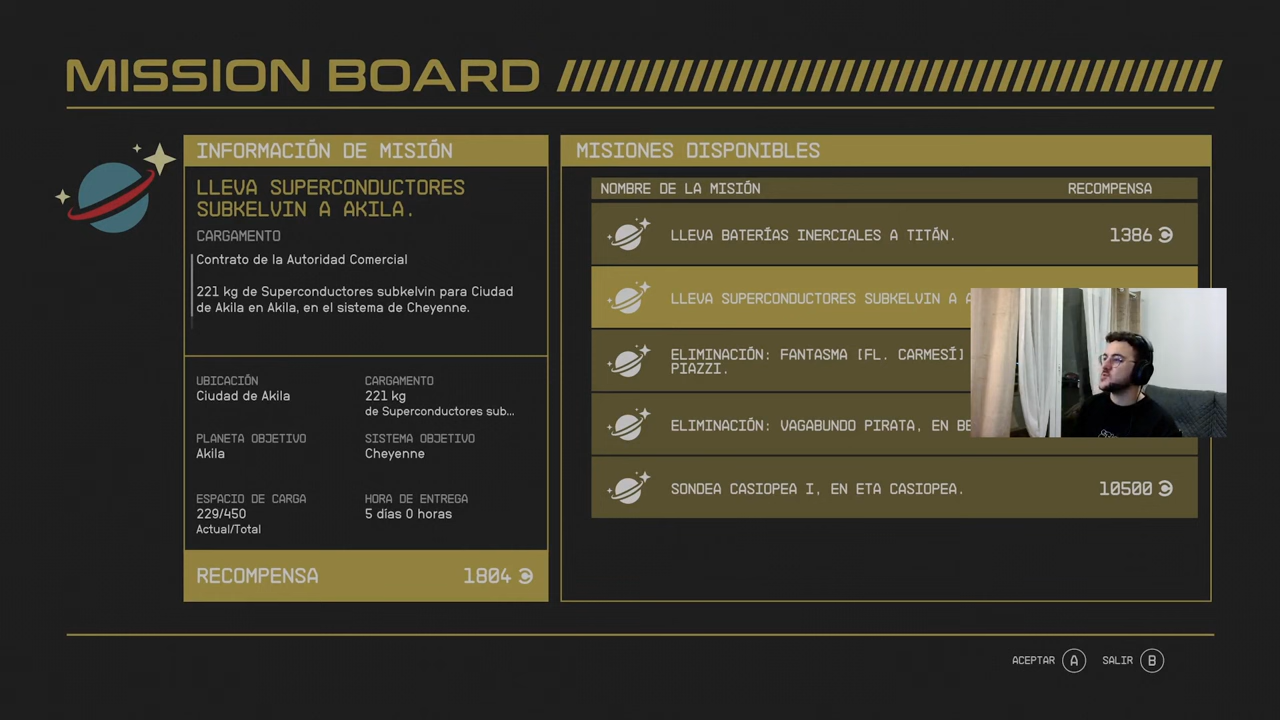 MISSION BOARD
INFORMACIÓN DE MISIÓN
LLEVA SUPERCONDUCTORES
SUBKELVIN A AKILA.
CARGAMENTO
Contrato de la Autoridad Comercial
221 kg de Superconductores subkelvin para Ciudad
de Akila en Akila, en el sistema de Cheyenne.
UBICACIÓN
Ciudad de Akila
CARGAMENTO
221 kg
de Superconductores sub...
PLANETA OBJETIVO
Akila
SISTEMA OBJETIVO
Cheyenne
ESPACIO DE CARGA
229/450
Actual/Total
HORA DE ENTREGA
5 días 0 horas
RECOMPENSA 1804
MISIONES DISPONIBLES
NOMBRE DE LA MISIÓN RECOMPENSA
LLEVA BATERÍAS INERCIALES A TITÁN. 1386
LLEVA SUPERCONDUCTORES SUBKELVIN A
ELIMINACIÓN: FANTASMA [FL. CARMESÍ]
PIAZZI.
ELIMINACIÓN: VAGABUNDO PIRATA, EN BE
SONDEA CASIOPEA I, EN ETA CASIOPEA. 10500
ACEPTAR A SALIR B